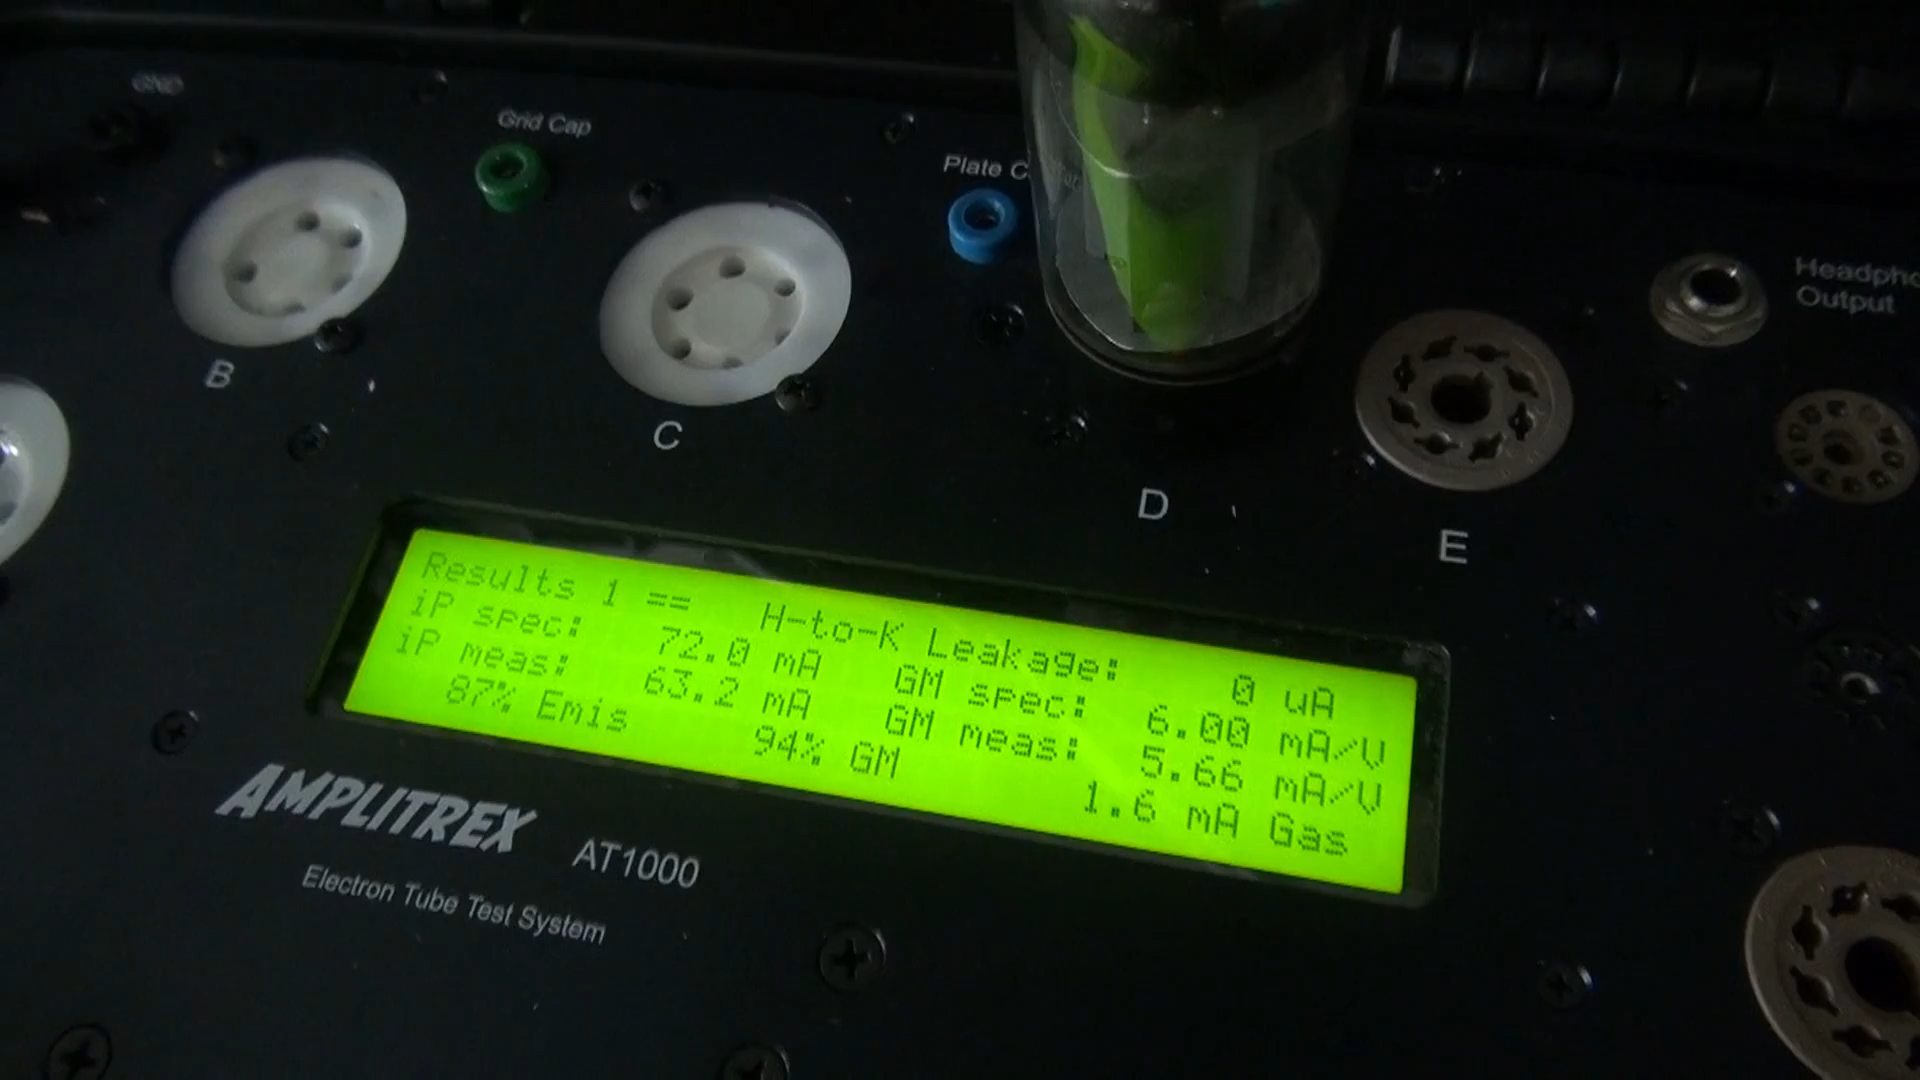 GND
Grid Cap
Plate
Headpho
Output
B
C
D
E
Results 1 == H-to-K Leakage: 0 uA
iP spec: 72.0 mA GM spec: 6.00 mA/V
iP meas: 63.2 mA GM meas: 5.66 mA/V
87% Emis 94% GM 1.6 mA Gas
AMPLITREX AT1000
Electron Tube Test System